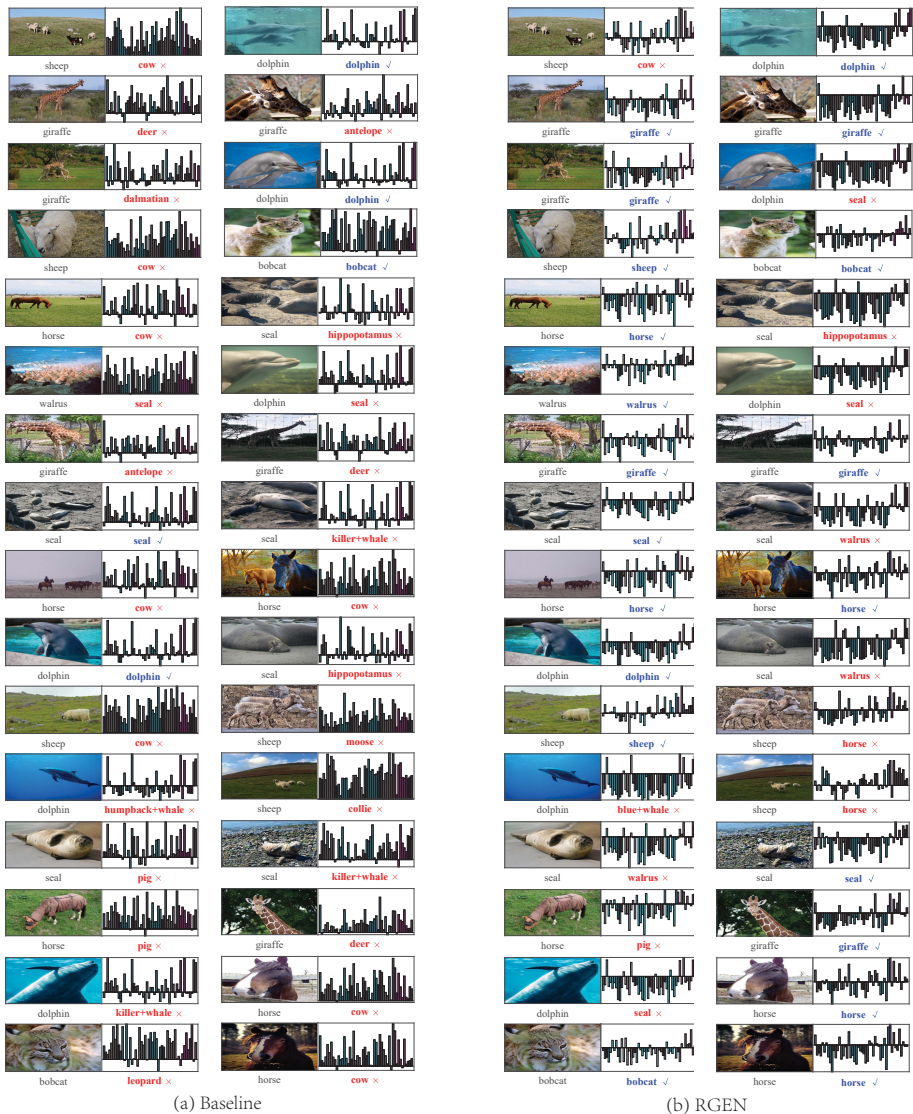 sheep cow × dolphin dolphin √ sheep cow × dolphin dolphin √
giraffe deer × giraffe antelope × giraffe giraffe √ giraffe giraffe √
giraffe dalmatian × dolphin dolphin √ giraffe giraffe √ dolphin seal ×
sheep cow × bobcat bobcat √ sheep sheep √ bobcat bobcat √
horse cow × seal hippopotamus × horse horse √ seal hippopotamus ×
walrus seal × dolphin seal × walrus walrus √ dolphin seal ×
giraffe antelope × giraffe deer × giraffe giraffe √ giraffe giraffe √
seal seal √ seal killer+whale × seal seal √ seal walrus ×
horse cow × horse cow × horse horse √ horse horse √
dolphin dolphin √ seal hippopotamus × dolphin dolphin √ seal walrus ×
sheep cow × sheep moose × sheep sheep √ sheep horse ×
dolphin humpback+whale × sheep collie × dolphin blue+whale × sheep horse ×
seal pig × seal killer+whale × seal walrus × seal seal √
horse pig × giraffe deer × horse pig × giraffe giraffe √
dolphin killer+whale × horse cow × dolphin seal × horse horse √
bobcat leopard × horse cow × bobcat bobcat √ horse horse √
(a) Baseline (b) RGEN